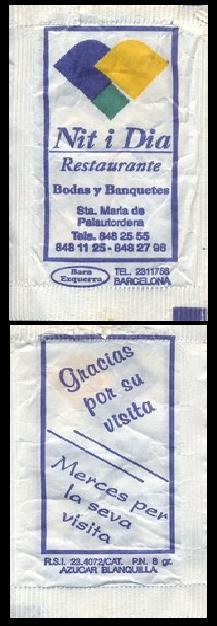 Nit i Dia
Restaurante
Bodas y Banquetes
Sta. Maria de
Palautordera
Tels. 848 25 55
848 11 25 - 848 27 98
Bara
Esquerra
TEL. 2311756
BARCELONA
Gracias
por su
visita
Merces per
la seva
visita
R.S.I. 23.4072/CAT. P.N. 8 gr.
AZUCAR BLANQUILLA